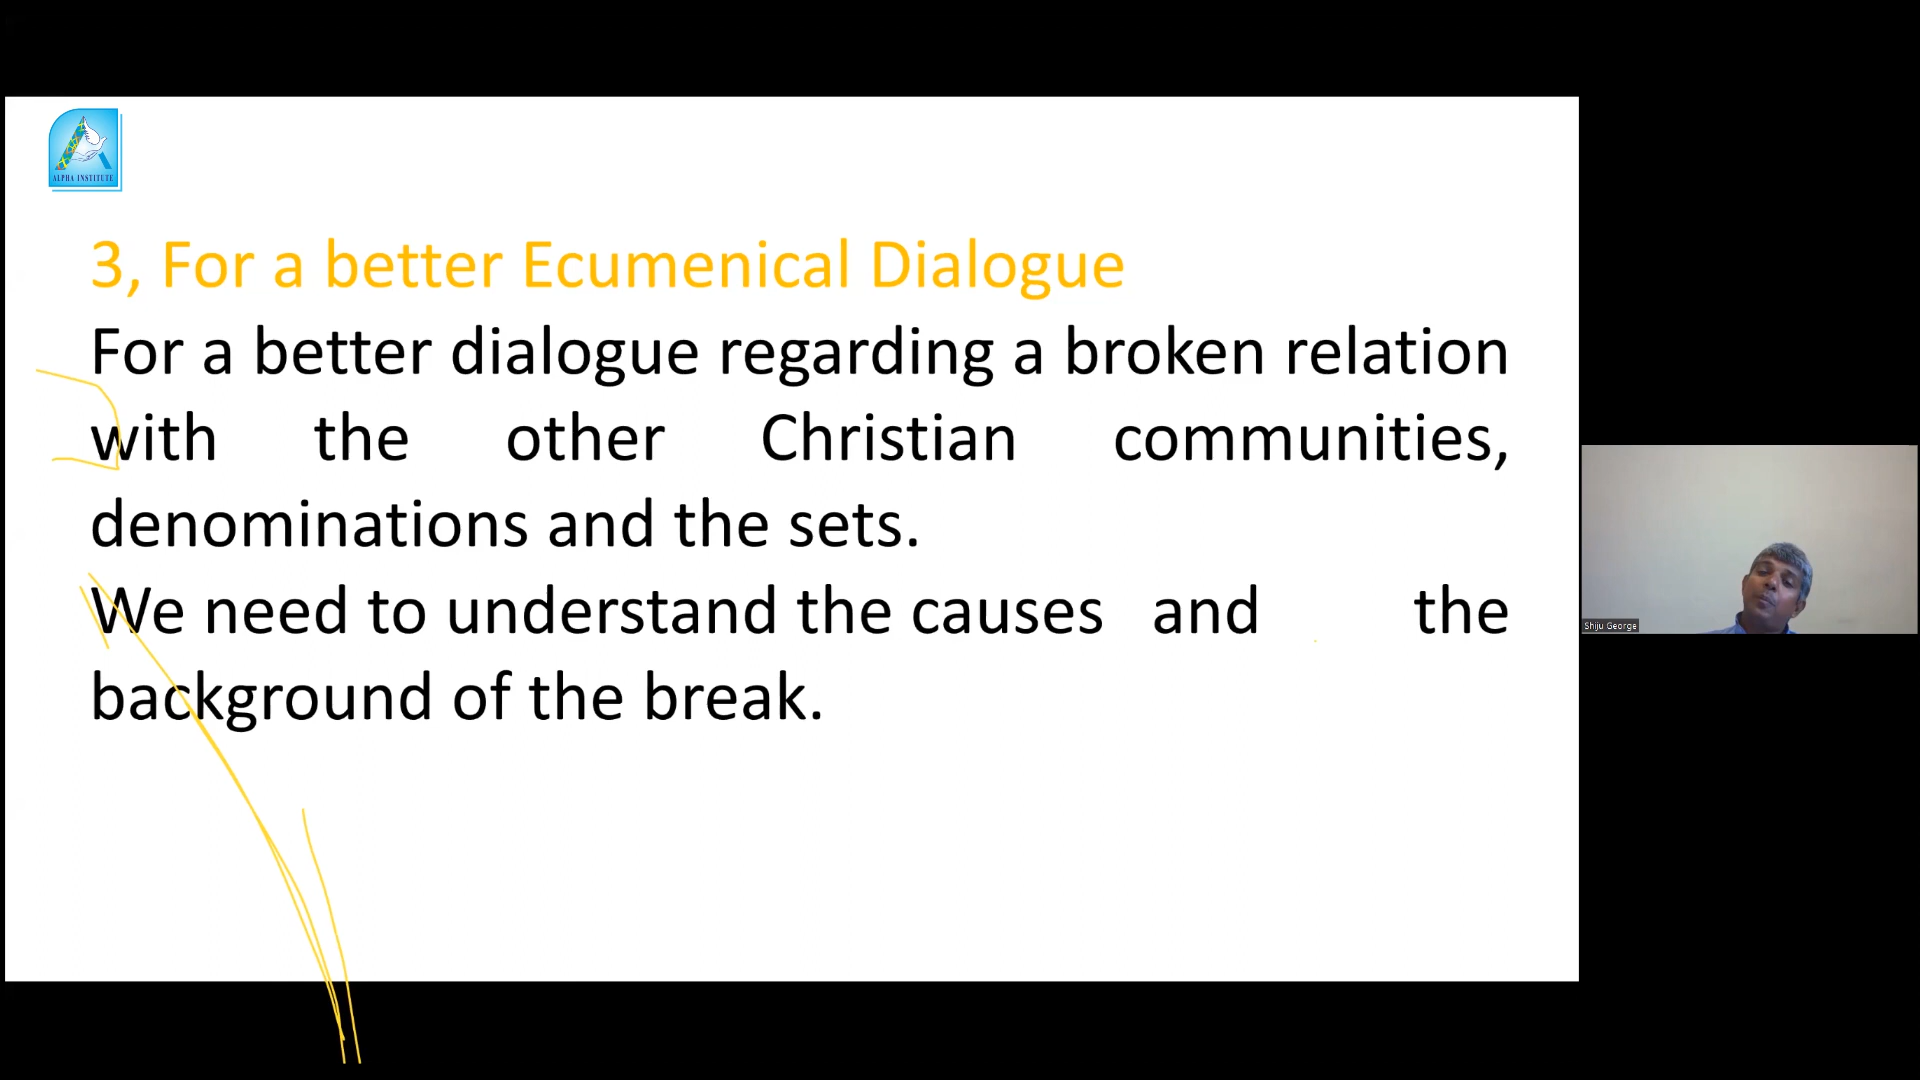 ALPHA INSTITUTE
3, For a better Ecumenical Dialogue
For a better dialogue regarding a broken relation
with the other Christian communities,
denominations and the sets.
We need to understand the causes and the
background of the break.
Shiju George